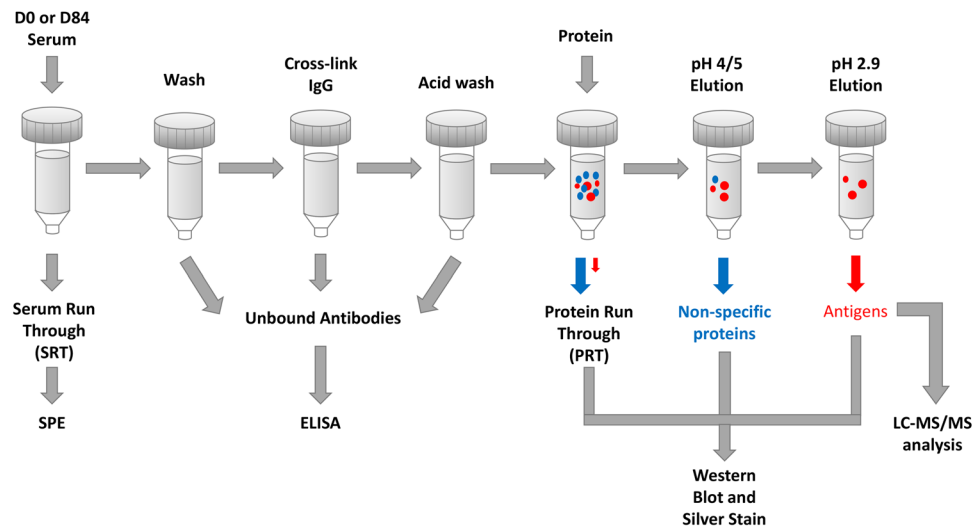 D0 or D84
Serum
Wash
Cross-link
IgG
Acid wash
Protein
pH 4/5
Elution
pH 2.9
Elution
Serum Run
Through
(SRT)
Unbound Antibodies
Protein Run
Through
(PRT)
Non-specific
proteins
Antigens
SPE
ELISA
LC-MS/MS
analysis
Western
Blot and
Silver Stain